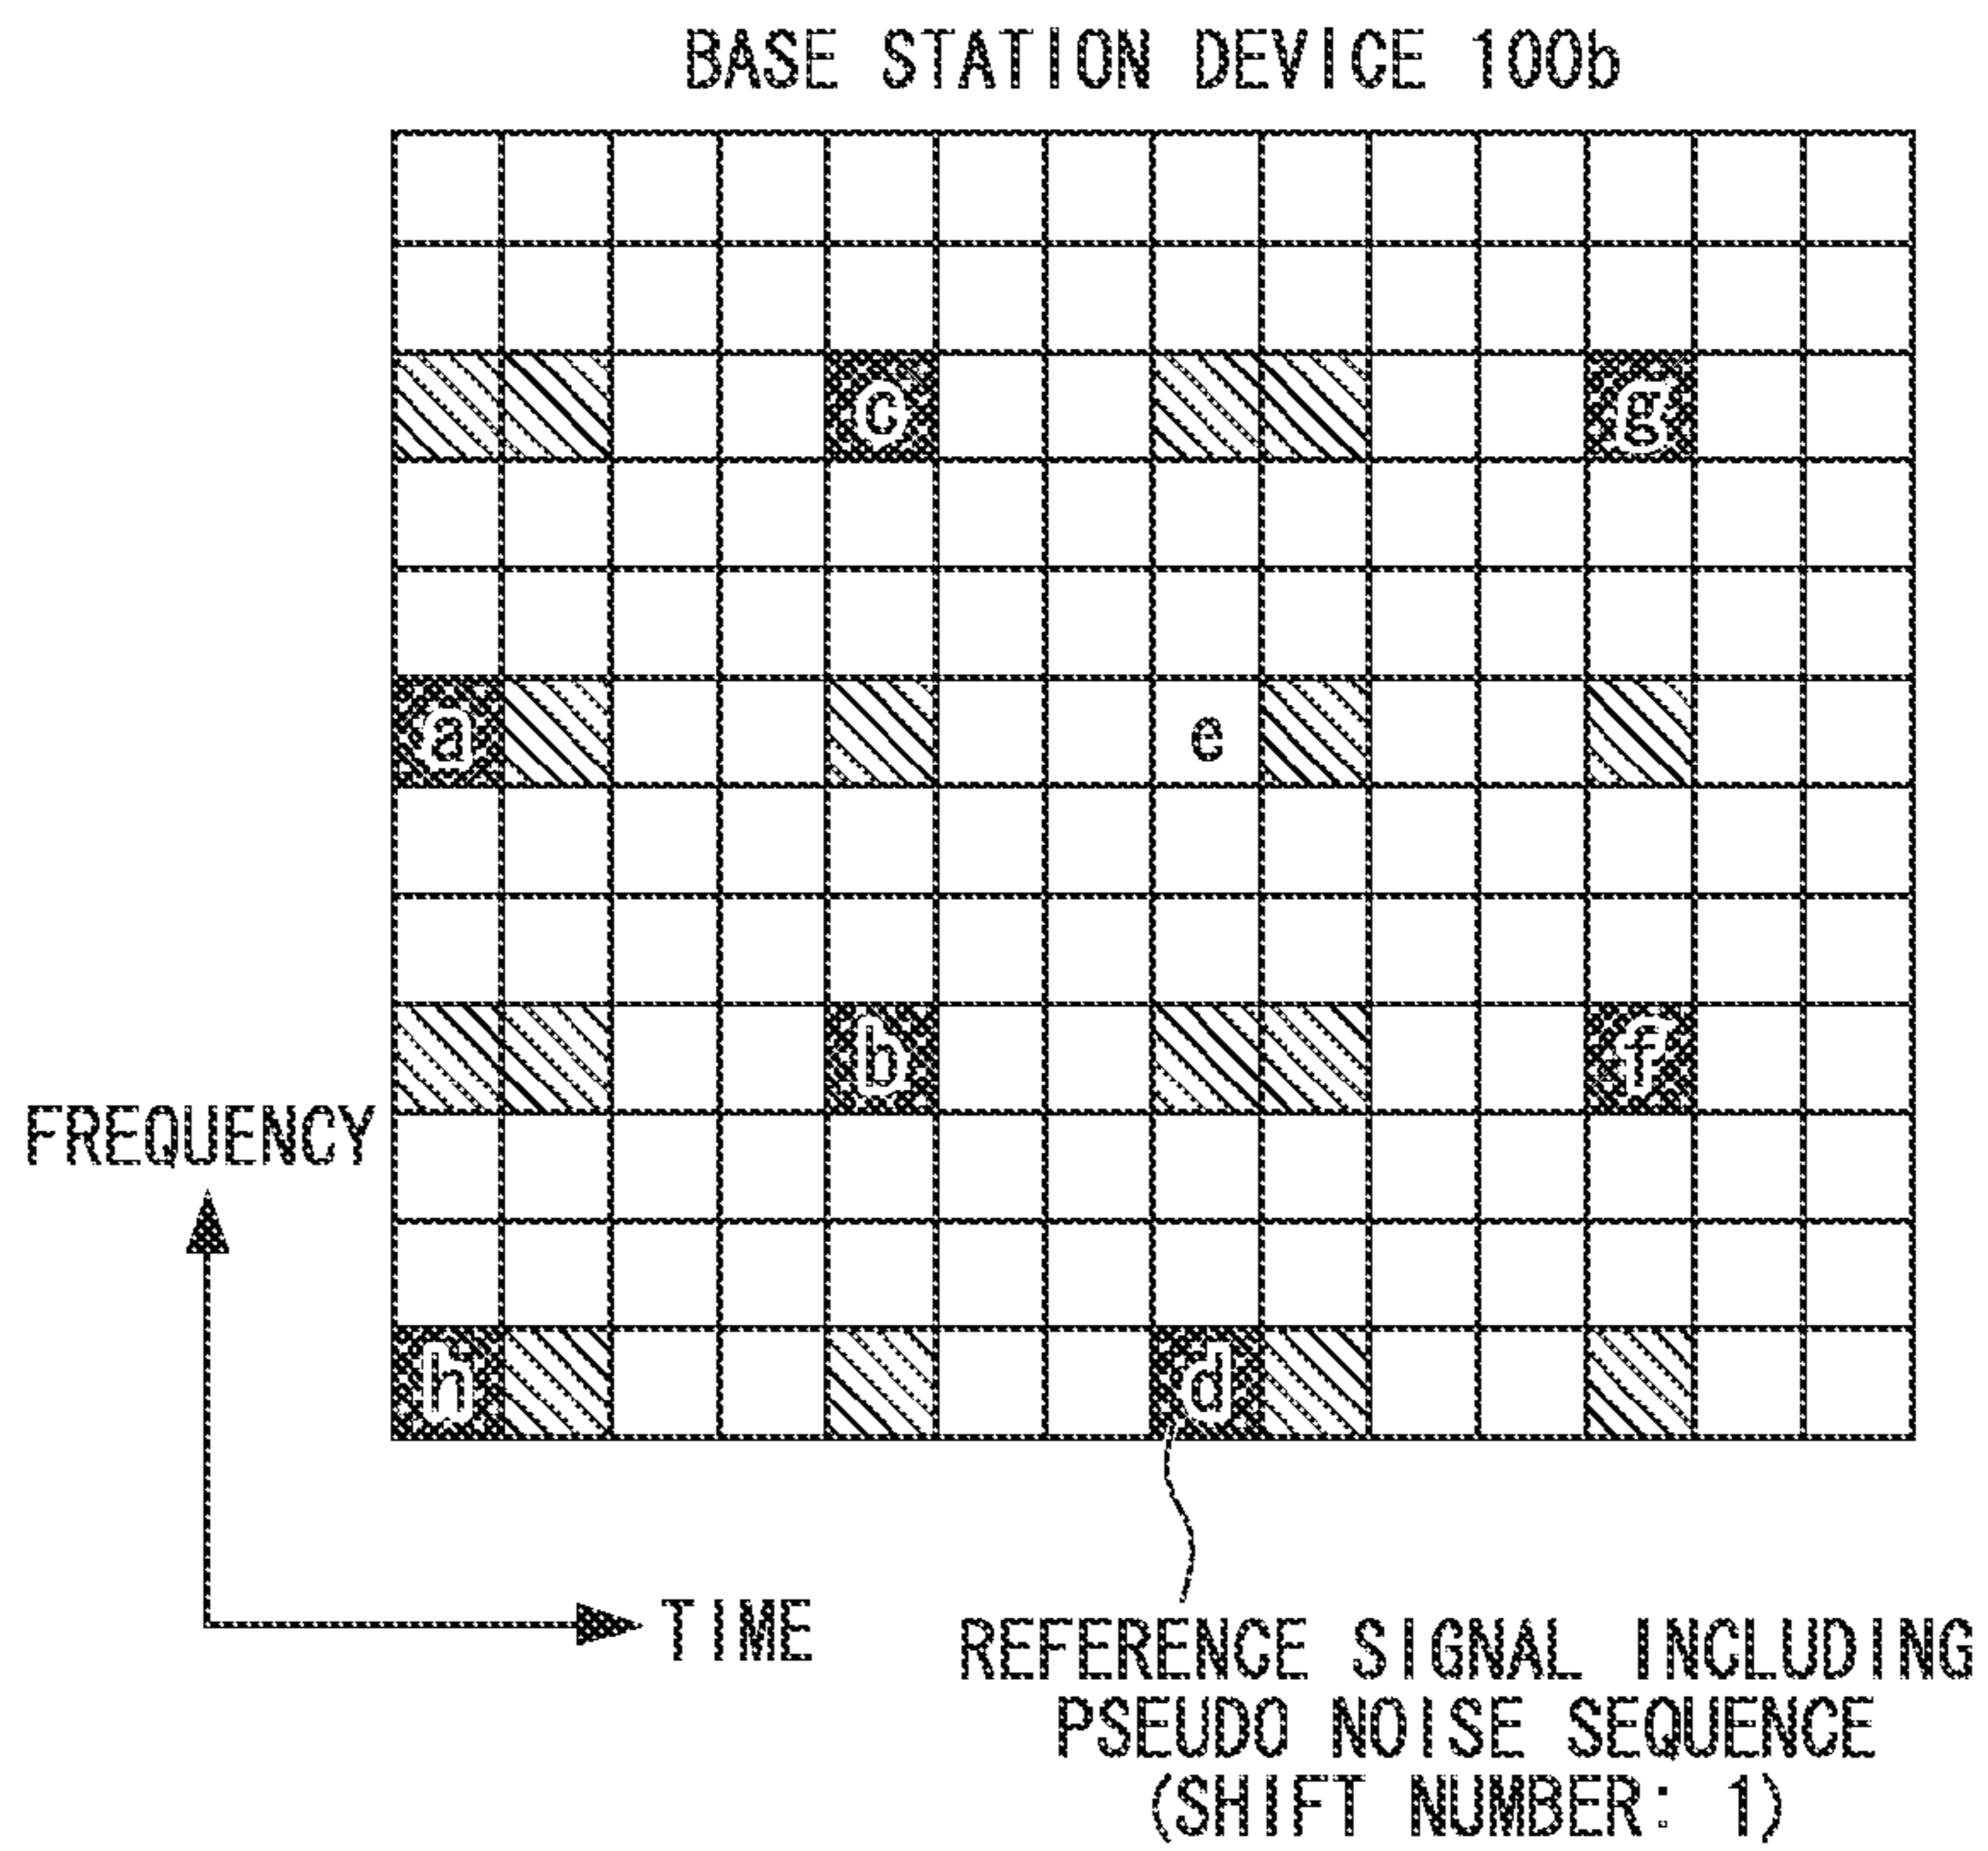 BASE STATION DEVICE 100b
c g
a e
b f
FREQUENCY
h d
TIME
REFERENCE SIGNAL INCLUDING
PSEUDO NOISE SEQUENCE
(SHIFT NUMBER: 1)